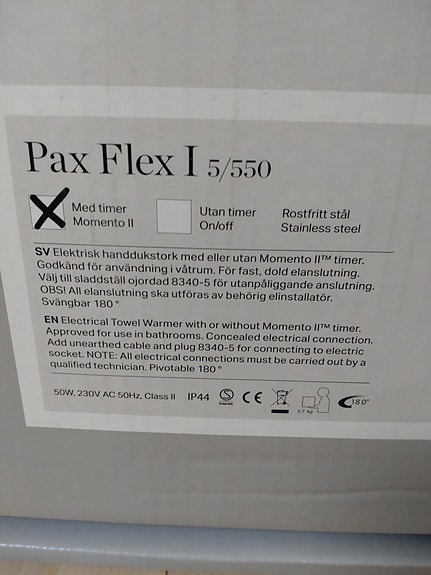 Pax Flex I 5/550
Med timer
Momento II
Utan timer
On/off
Rostfritt stål
Stainless steel
SV Elektrisk handdukstork med eller utan Momento II™ timer.
Godkänd för användning i våtrum. För fast, dold elanslutning.
Välj till sladdställ ojordad 8340-5 för utanpåliggande anslutning.
OBS! All elanslutning ska utföras av behörig elinstallatör.
Svängbar 180°
EN Electrical Towel Warmer with or without Momento II™ timer.
Approved for use in bathrooms. Concealed electrical connection.
Add unearthed cable and plug 8340-5 for connecting to electric
socket. NOTE: All electrical connections must be carried out by a
qualified technician. Pivotable 180°
50W, 230V AC 50Hz, Class II IP44 S CE 180°